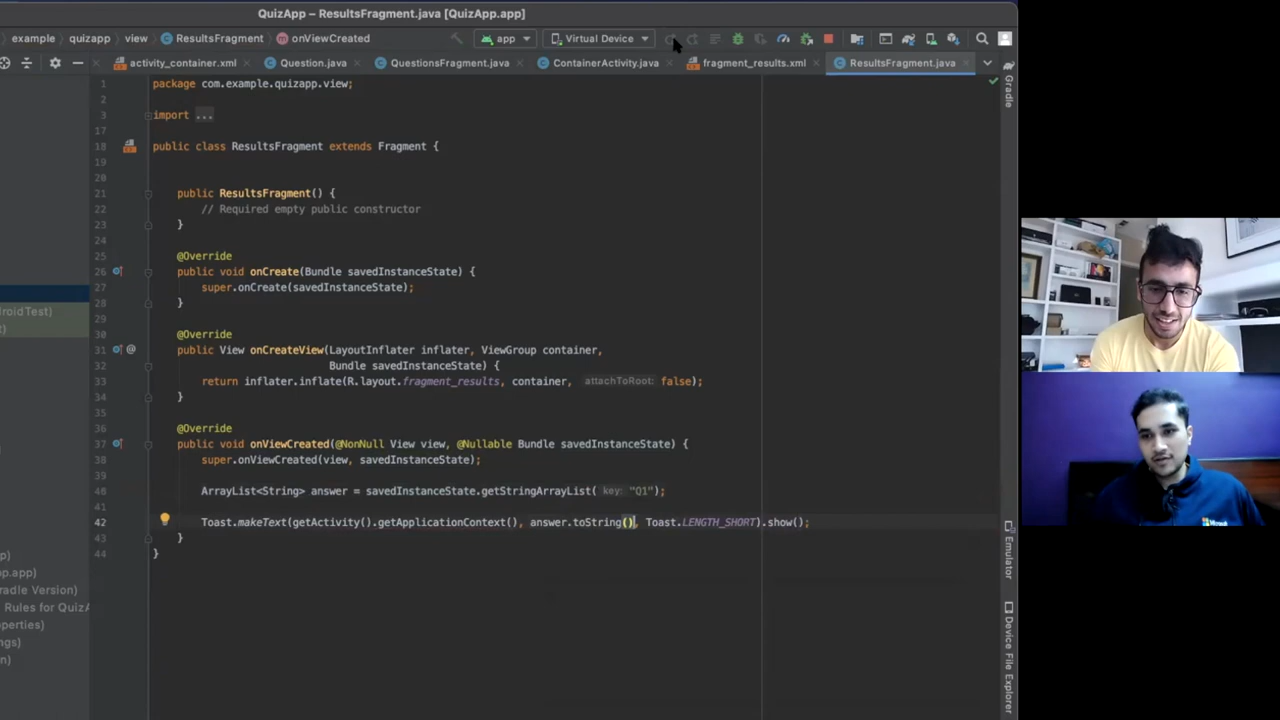 QuizApp – ResultsFragment.java [QuizApp.app]
example quizapp view ResultsFragment onViewCreated app Virtual Device
activity_container.xml Question.java QuestionsFragment.java ContainerActivity.java fragment_results.xml ResultsFragment.java
1 package com.example.quizapp.view;
2
3 import ...
17
18 public class ResultsFragment extends Fragment {
19
20
21 public ResultsFragment() {
22 // Required empty public constructor
23 }
24
25 @Override
26 public void onCreate(Bundle savedInstanceState) {
27 super.onCreate(savedInstanceState);
28 }
29
30 @Override
31 public View onCreateView(LayoutInflater inflater, ViewGroup container,
32 Bundle savedInstanceState) {
33 return inflater.inflate(R.layout.fragment_results, container, attachToRoot: false);
34 }
35
36 @Override
37 public void onViewCreated(@NonNull View view, @Nullable Bundle savedInstanceState) {
38 super.onViewCreated(view, savedInstanceState);
39
40 ArrayList<String> answer = savedInstanceState.getStringArrayList( key: "Q1");
41
42 Toast.makeText(getActivity().getApplicationContext(), answer.toString(), Toast.LENGTH_SHORT).show();
43 }
44 }
droidTest)
t)
p)
pp.app)
radle Version)
Rules for QuizA
operties)
ngs)
n)
Gradle
Emulator
Device File Explorer
Microsoft